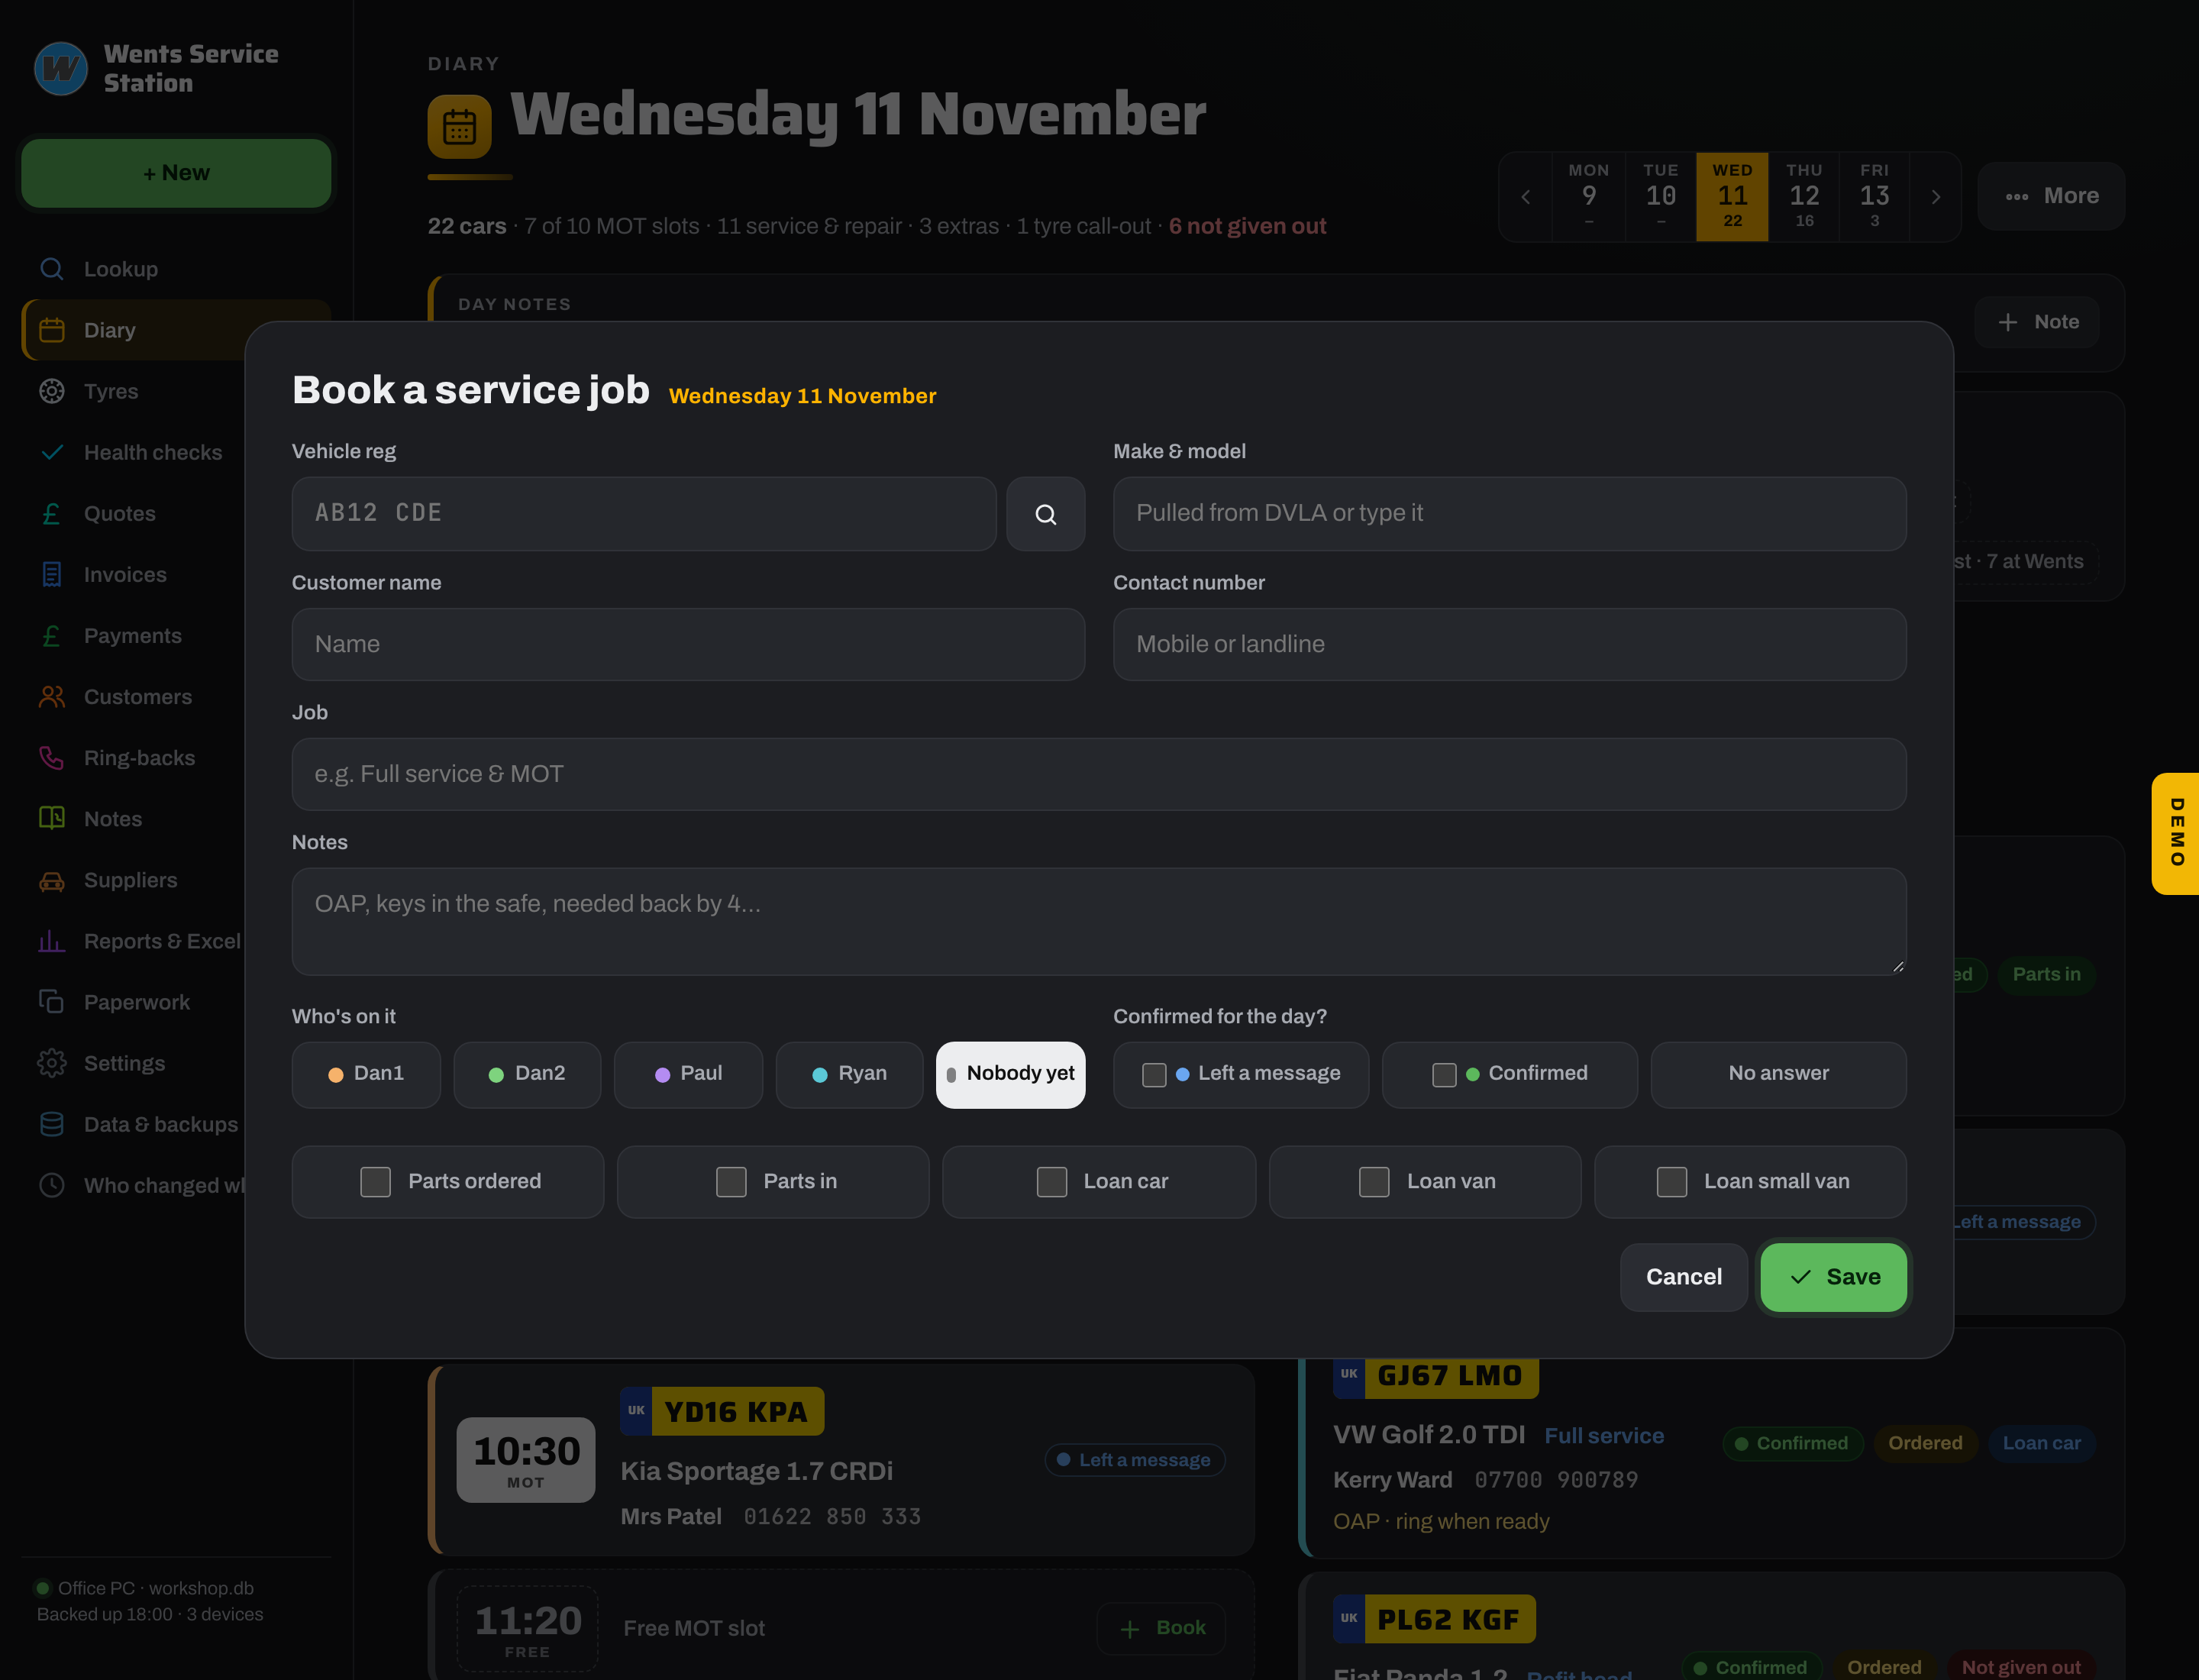 Wents Service
Station
+ New
Lookup
Diary
Tyres
Health checks
Quotes
Invoices
Payments
Customers
Ring-backs
Notes
Suppliers
Reports & Excel
Paperwork
Settings
Data & backups
Who changed
Office PC · workshop.db
Backed up 18:00 · 3 devices
DIARY
Wednesday 11 November
22 cars · 7 of 10 MOT slots · 11 service & repair · 3 extras · 1 tyre call-out · 6 not given out
MON
9
–
TUE
10
–
WED
11
22
THU
12
16
FRI
13
3
••• More
DAY NOTES
+ Note
· 7 at Wents
Parts in
Left a message
Book a service job Wednesday 11 November
Vehicle reg
AB12 CDE
Make & model
Pulled from DVLA or type it
Customer name
Name
Contact number
Mobile or landline
Job
e.g. Full service & MOT
Notes
OAP, keys in the safe, needed back by 4...
Who's on it
Dan1
Dan2
Paul
Ryan
Nobody yet
Confirmed for the day?
Left a message
Confirmed
No answer
Parts ordered
Parts in
Loan car
Loan van
Loan small van
Cancel
Save
DEMO
10:30
MOT
UK YD16 KPA
Kia Sportage 1.7 CRDi
Mrs Patel 01622 850 333
Left a message
11:20
FREE
Free MOT slot
+ Book
UK GJ67 LMO
VW Golf 2.0 TDI Full service
Kerry Ward 07700 900789
OAP · ring when ready
Confirmed
Ordered
Loan car
UK PL62 KGF
Fiat Panda 1.2 Refit head
Confirmed
Ordered
Not given out